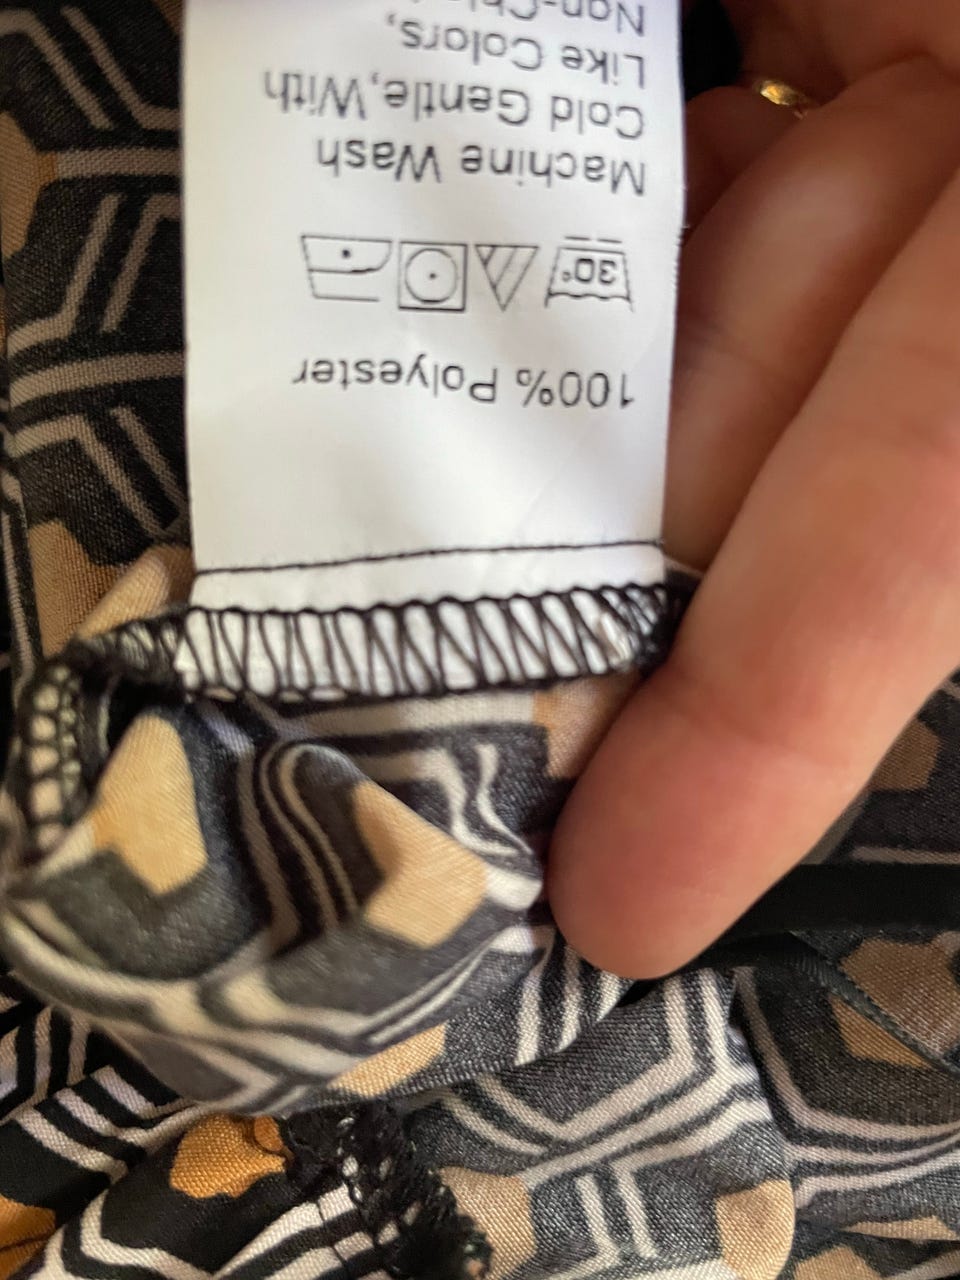 100% Polyester
30°
Machine Wash
Cold Gentle,With
Like Colors,